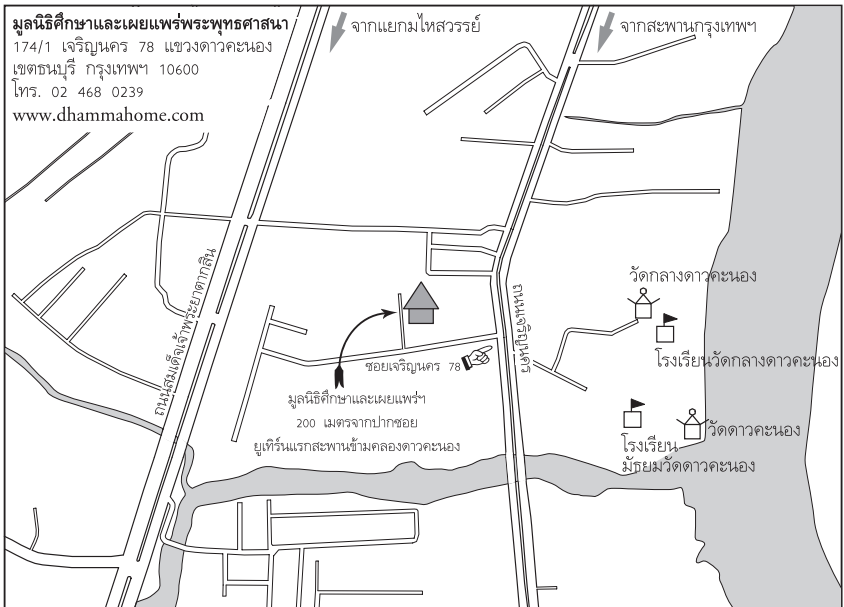 มูลนิธิศึกษาและเผยแพร่พระพุทธศาสนา
174/1 เจริญนคร 78 แขวงดาวคะนอง
เขตธนบุรี กรุงเทพฯ 10600
โทร. 02 468 0239
www.dhammahome.com
จากแยกมไหสวรรย์
จากสะพานกรุงเทพฯ
ถนนสมเด็จเจ้าพระยาตากสิน
ถนนเจริญนคร
วัดกลางดาวคะนอง
โรงเรียนวัดกลางดาวคะนอง
ซอยเจริญนคร 78
มูลนิธิศึกษาและเผยแพร่ฯ
200 เมตรจากปากซอย
ยูเทิร์นแรกสะพานข้ามคลองดาวคะนอง
วัดดาวคะนอง
โรงเรียน
มัธยมวัดดาวคะนอง